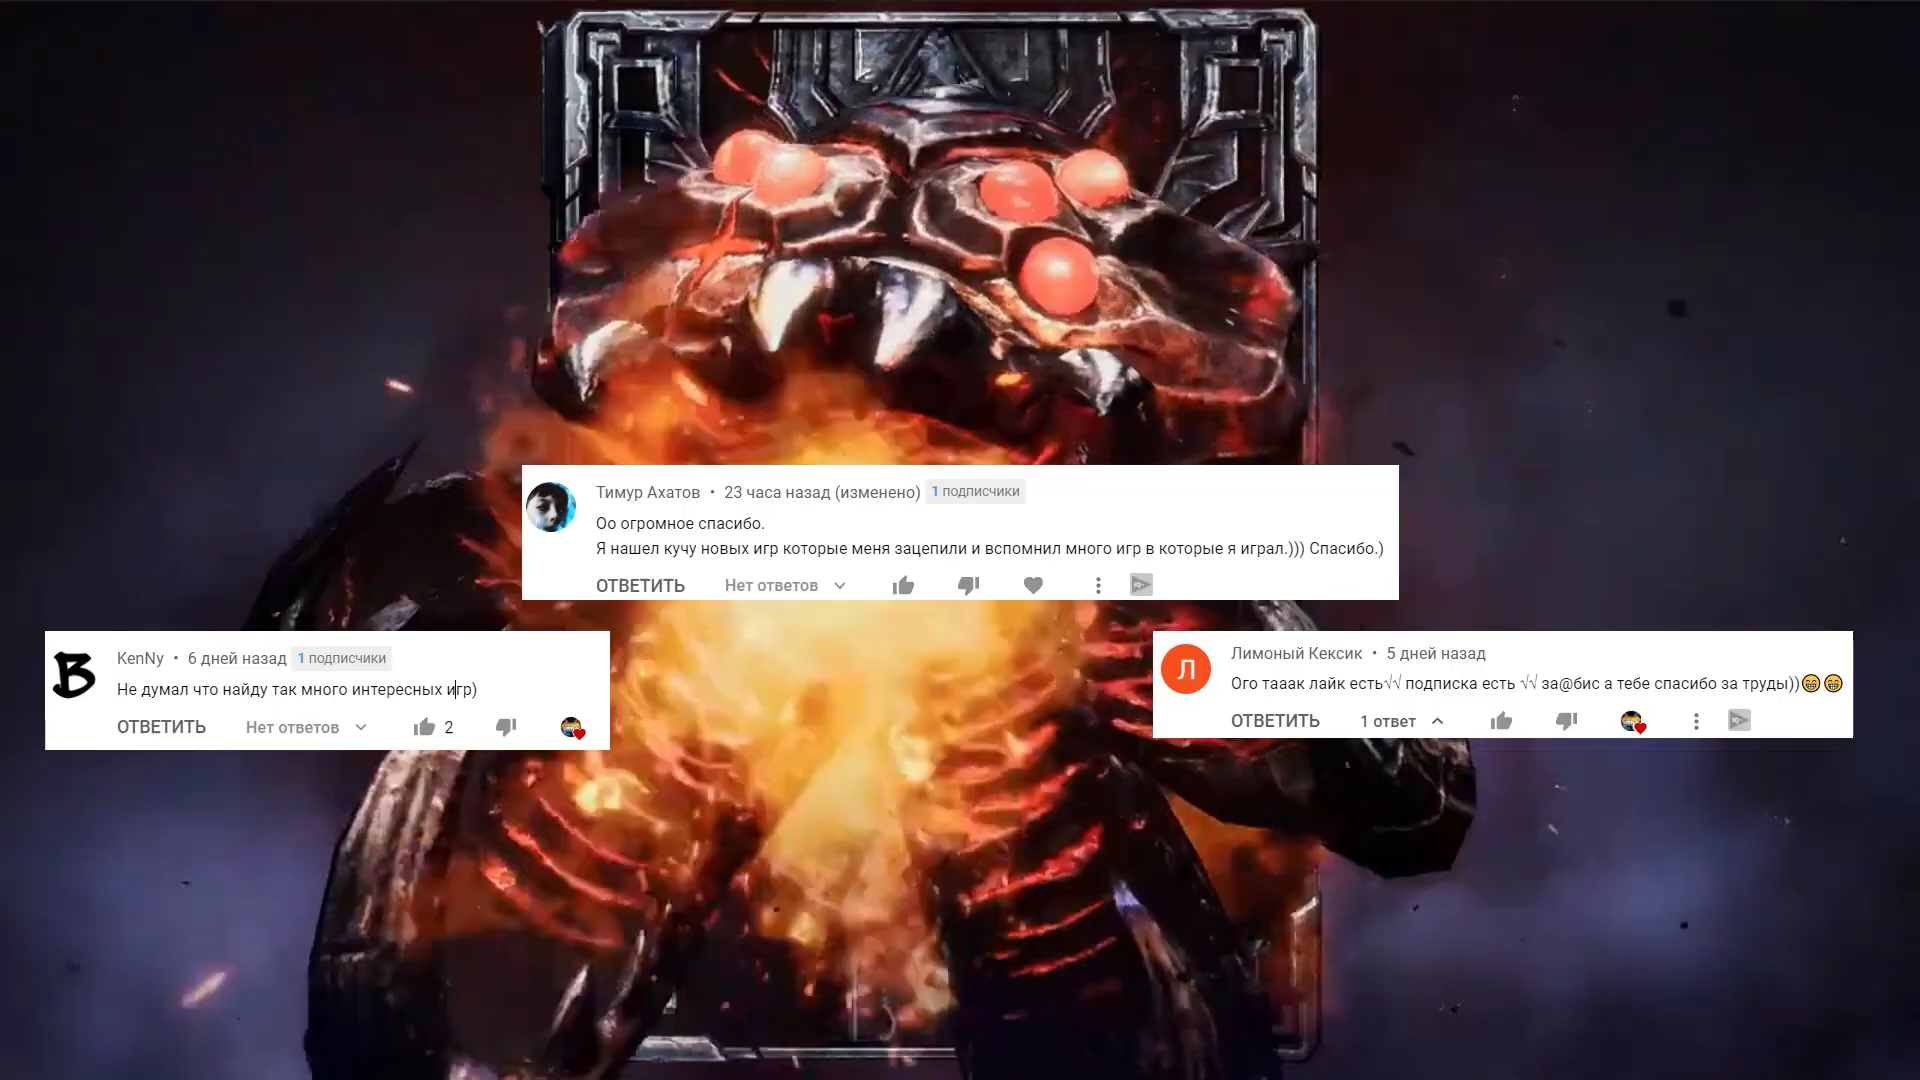 Тимур Ахатов • 23 часа назад (изменено) 1 подписчики
Оо огромное спасибо.
Я нашел кучу новых игр которые меня зацепили и вспомнил много игр в которые я играл.))) Спасибо.)
ОТВЕТИТЬ Нет ответов
B
KenNy • 6 дней назад 1 подписчики
Не думал что найду так много интересных игр)
ОТВЕТИТЬ Нет ответов 2
Л
Лимоный Кексик • 5 дней назад
Ого тааак лайк есть√√ подписка есть √√ за@бис а тебе спасибо за труды))😁😁
ОТВЕТИТЬ 1 ответ